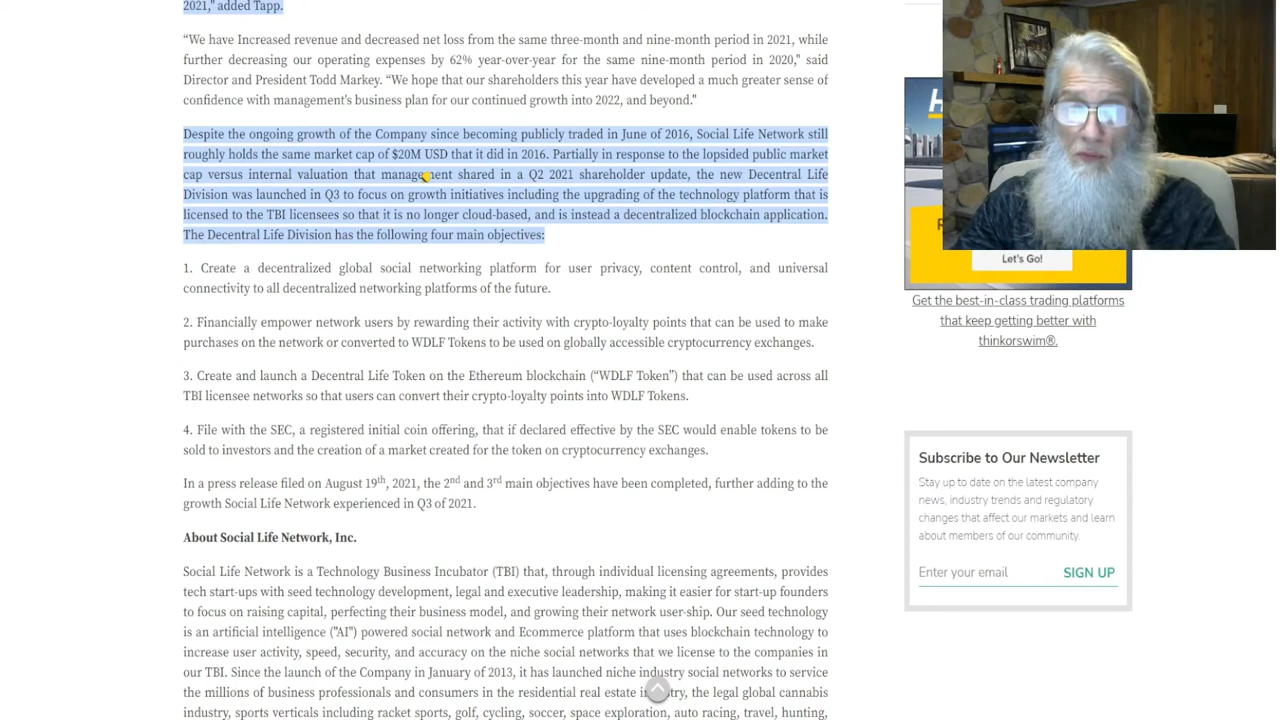 2021," added Tapp.
“We have Increased revenue and decreased net loss from the same three-month and nine-month period in 2021, while
further decreasing our operating expenses by 62% year-over-year for the same nine-month period in 2020," said
Director and President Todd Markey. “We hope that our shareholders this year have developed a much greater sense of
confidence with management's business plan for our continued growth into 2022, and beyond."
Despite the ongoing growth of the Company since becoming publicly traded in June of 2016, Social Life Network still
roughly holds the same market cap of $20M USD that it did in 2016. Partially in response to the lopsided public market
cap versus internal valuation that management shared in a Q2 2021 shareholder update, the new Decentral Life
Division was launched in Q3 to focus on growth initiatives including the upgrading of the technology platform that is
licensed to the TBI licensees so that it is no longer cloud-based, and is instead a decentralized blockchain application.
The Decentral Life Division has the following four main objectives:
1. Create a decentralized global social networking platform for user privacy, content control, and universal
connectivity to all decentralized networking platforms of the future.
2. Financially empower network users by rewarding their activity with crypto-loyalty points that can be used to make
purchases on the network or converted to WDLF Tokens to be used on globally accessible cryptocurrency exchanges.
3. Create and launch a Decentral Life Token on the Ethereum blockchain (“WDLF Token”) that can be used across all
TBI licensee networks so that users can convert their crypto-loyalty points into WDLF Tokens.
4. File with the SEC, a registered initial coin offering, that if declared effective by the SEC would enable tokens to be
sold to investors and the creation of a market created for the token on cryptocurrency exchanges.
In a press release filed on August 19th, 2021, the 2nd and 3rd main objectives have been completed, further adding to the
growth Social Life Network experienced in Q3 of 2021.
About Social Life Network, Inc.
Social Life Network is a Technology Business Incubator (TBI) that, through individual licensing agreements, provides
tech start-ups with seed technology development, legal and executive leadership, making it easier for start-up founders
to focus on raising capital, perfecting their business model, and growing their network user-ship. Our seed technology
is an artificial intelligence ("AI") powered social network and Ecommerce platform that uses blockchain technology to
increase user activity, speed, security, and accuracy on the niche social networks that we license to the companies in
our TBI. Since the launch of the Company in January of 2013, it has launched niche industry social networks to service
the millions of business professionals and consumers in the residential real estate industry, the legal global cannabis
industry, sports verticals including racket sports, golf, cycling, soccer, space exploration, auto racing, travel, hunting,
Let's Go!
Get the best-in-class trading platforms
that keep getting better with
thinkorswim®.
Subscribe to Our Newsletter
Stay up to date on the latest company
news, industry trends and regulatory
changes that affect our markets and learn
about members of our community.
Enter your email
SIGN UP